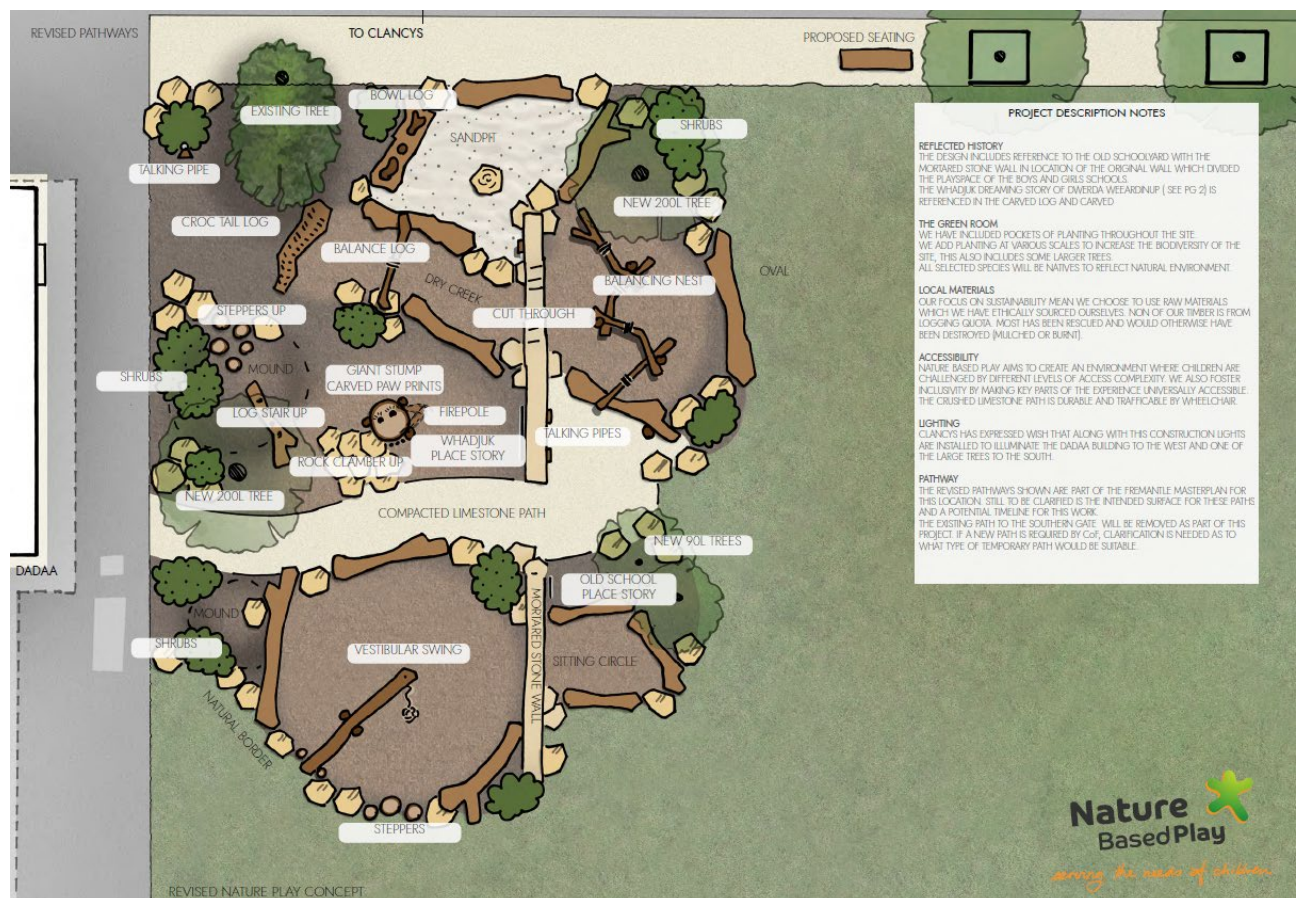 REVISED PATHWAYS
TO CLANCYS
PROPOSED SEATING
BOWL LOG
EXISTING TREE
SANDPIT
SHRUBS
TALKING PIPE
NEW 200L TREE
CROC TAIL LOG
BALANCE LOG
OVAL
DRY CREEK
BALANCING NEST
STEPPERS UP
CUT THROUGH
MOUND
GIANT STUMP
CARVED PAW PRINTS
SHRUBS
LOG STAIR UP
FIREPOLE
WHADJUK
PLACE STORY
TALKING PIPES
ROCK CLAMBER UP
NEW 200L TREE
COMPACTED LIMESTONE PATH
NEW 90L TREES
DADAA
OLD SCHOOL
PLACE STORY
MOUND
SHRUBS
VESTIBULAR SWING
MORTARED STONE WALL
SITTING CIRCLE
NATURAL BORDER
STEPPERS
REVISED NATURE PLAY CONCEPT
PROJECT DESCRIPTION NOTES
REFLECTED HISTORY
THE DESIGN INCLUDES REFERENCE TO THE OLD SCHOOLYARD WITH THE
MORTARED STONE WALL IN LOCATION OF THE ORIGINAL WALL WHICH DIVIDED
THE PLAYSPACE OF THE BOYS AND GIRLS SCHOOLS
THE WHADJUK DREAMING STORY OF DWERDA WEEARDINUP ( SEE PG 2) IS
REFERENCED IN THE CARVED LOG AND CARVED
THE GREEN ROOM
WE HAVE INCLUDED POCKETS OF PLANTING THROUGHOUT THE SITE.
WE ADD PLANTING AT VARIOUS SCALES TO INCREASE THE BIODIVERSITY OF THE
SITE, THIS ALSO INCLUDES SOME LARGER TREES.
ALL SELECTED SPECIES WILL BE NATIVES TO REFLECT NATURAL ENVIRONMENT.
LOCAL MATERIALS
OUR FOCUS ON SUSTAINABILITY MEAN WE CHOOSE TO USE RAW MATERIALS
WHICH WE HAVE ETHICALLY SOURCED OURSELVES. NON OF OUR TIMBER IS FROM
LOGGING QUOTA. MOST HAS BEEN RESCUED AND WOULD OTHERWISE HAVE
BEEN DESTROYED (MULCHED OR BURNT).
ACCESSIBILITY
NATURE BASED PLAY AIMS TO CREATE AN ENVIRONMENT WHERE CHILDREN ARE
CHALLENGED BY DIFFERENT LEVELS OF ACCESS COMPLEXITY. WE ALSO FOSTER
INCLUSIVITY BY MAKING KEY PARTS OF THE EXPERIENCE UNIVERSALLY ACCESSIBLE.
THE CRUSHED LIMESTONE PATH IS DURABLE AND TRAFFICABLE BY WHEELCHAIR.
LIGHTING
CLANCYS HAS EXPRESSED WISH THAT ALONG WITH THIS CONSTRUCTION LIGHTS
ARE INSTALLED TO ILLUMINATE THE DADAA BUILDING TO THE WEST AND ONE OF
THE LARGE TREES TO THE SOUTH.
PATHWAY
THE REVISED PATHWAYS SHOWN ARE PART OF THE FREMANTLE MASTERPLAN FOR
THIS LOCATION. STILL TO BE CLARIFIED IS THE INTENDED SURFACE FOR THESE PATHS
AND A POTENTIAL TIMELINE FOR THIS WORK.
THE EXISTING PATH TO THE SOUTHERN GATE  WILL BE REMOVED AS PART OF THIS
PROJECT. IF A NEW PATH IS REQUIRED BY CoF, CLARIFICATION IS NEEDED AS TO
WHAT TYPE OF TEMPORARY PATH WOULD BE SUITABLE.
Nature
Based Play
serving the needs of children